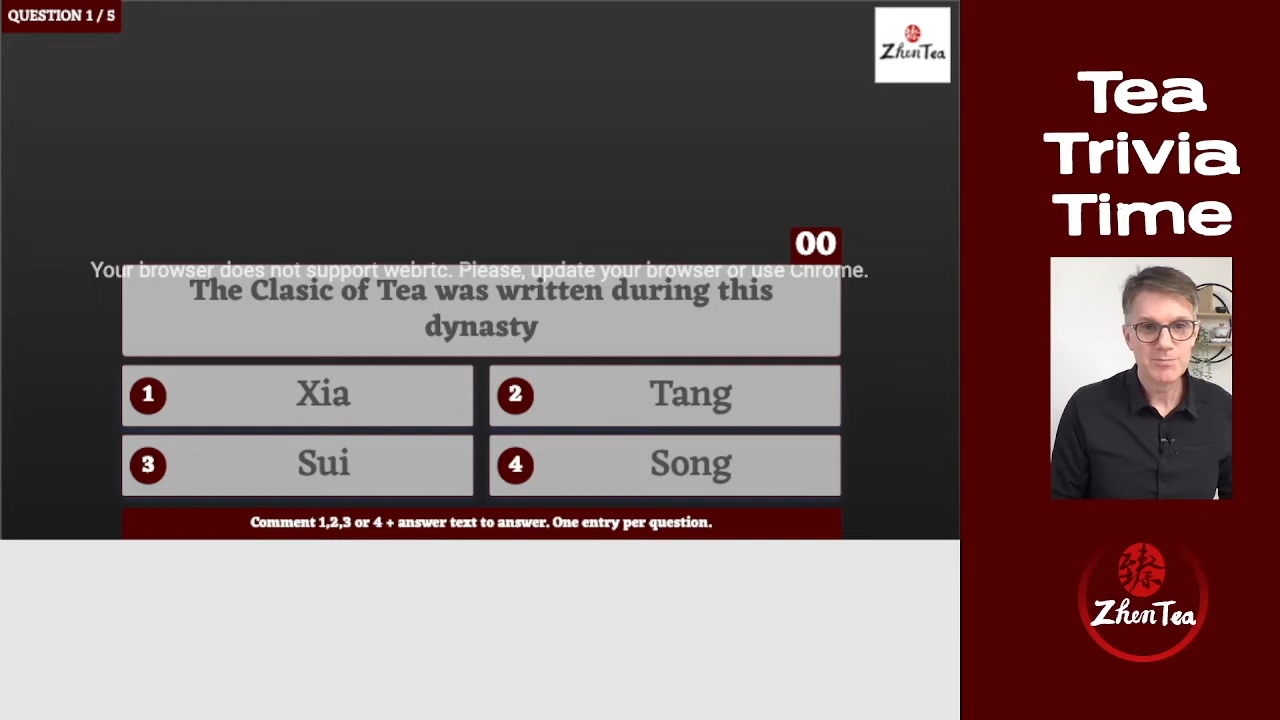 QUESTION 1 / 5
臻
ZhenTea
00
Your browser does not support webrtc. Please, update your browser or use Chrome.
The Clasic of Tea was written during this
dynasty
1 Xia
2 Tang
3 Sui
4 Song
Comment 1,2,3 or 4 + answer text to answer. One entry per question.
Tea
Trivia
Time
臻
ZhenTea